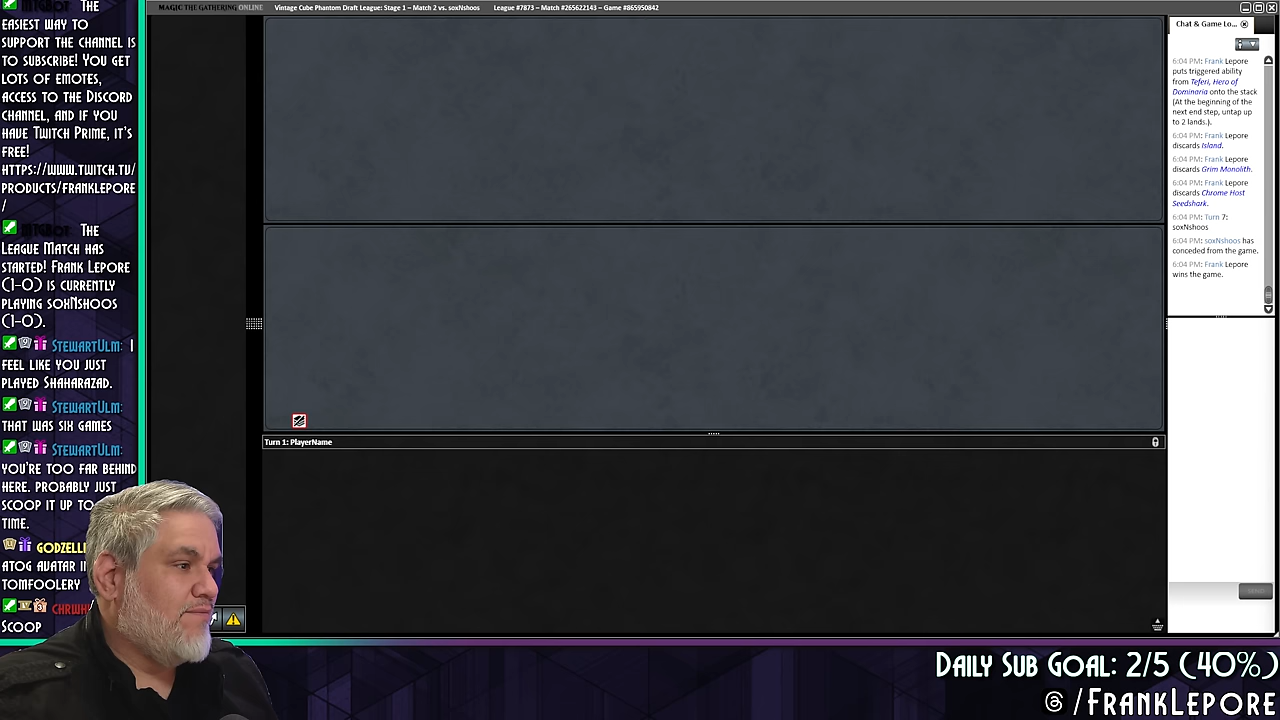 MTGBot: The
easiest way to
support the channel is
to subscribe! You get
lots of emotes,
access to the Discord
channel, and if you
have Twitch Prime, it's
free!
https://www.twitch.tv/
products/franklepore
/
MTGBot: The
League Match has
started! Frank Lepore
(1-0) is currently
playing soxNshoos
(1-0).
StewartUlm: I
feel like you just
played Shaharazad.
StewartUlm:
that was six games
StewartUlm:
you're too far behind
here. Probably just
scoop it up to
time.
Godzell
Atog Avatar i
tomfoolery
Chrwh
Scoop
MAGIC THE GATHERING ONLINE
Vintage Cube Phantom Draft League: Stage 1 – Match 2 vs. soxNshoos
League #7873 – Match #265622143 – Game #865950842
Turn 1: PlayerName
Chat & Game Lo...
6:04 PM: Frank Lepore
puts triggered ability
from Teferi, Hero of
Dominaria onto the stack
(At the beginning of the
next end step, untap up
to 2 lands.).
6:04 PM: Frank Lepore
discards Island.
6:04 PM: Frank Lepore
discards Grim Monolith.
6:04 PM: Frank Lepore
discards Chrome Host
Seedshark.
6:04 PM: Turn 7:
soxNshoos
6:04 PM: soxNshoos has
conceded from the game.
6:04 PM: Frank Lepore
wins the game.
SEND
Daily Sub Goal: 2/5 (40%)
/FrankLepore